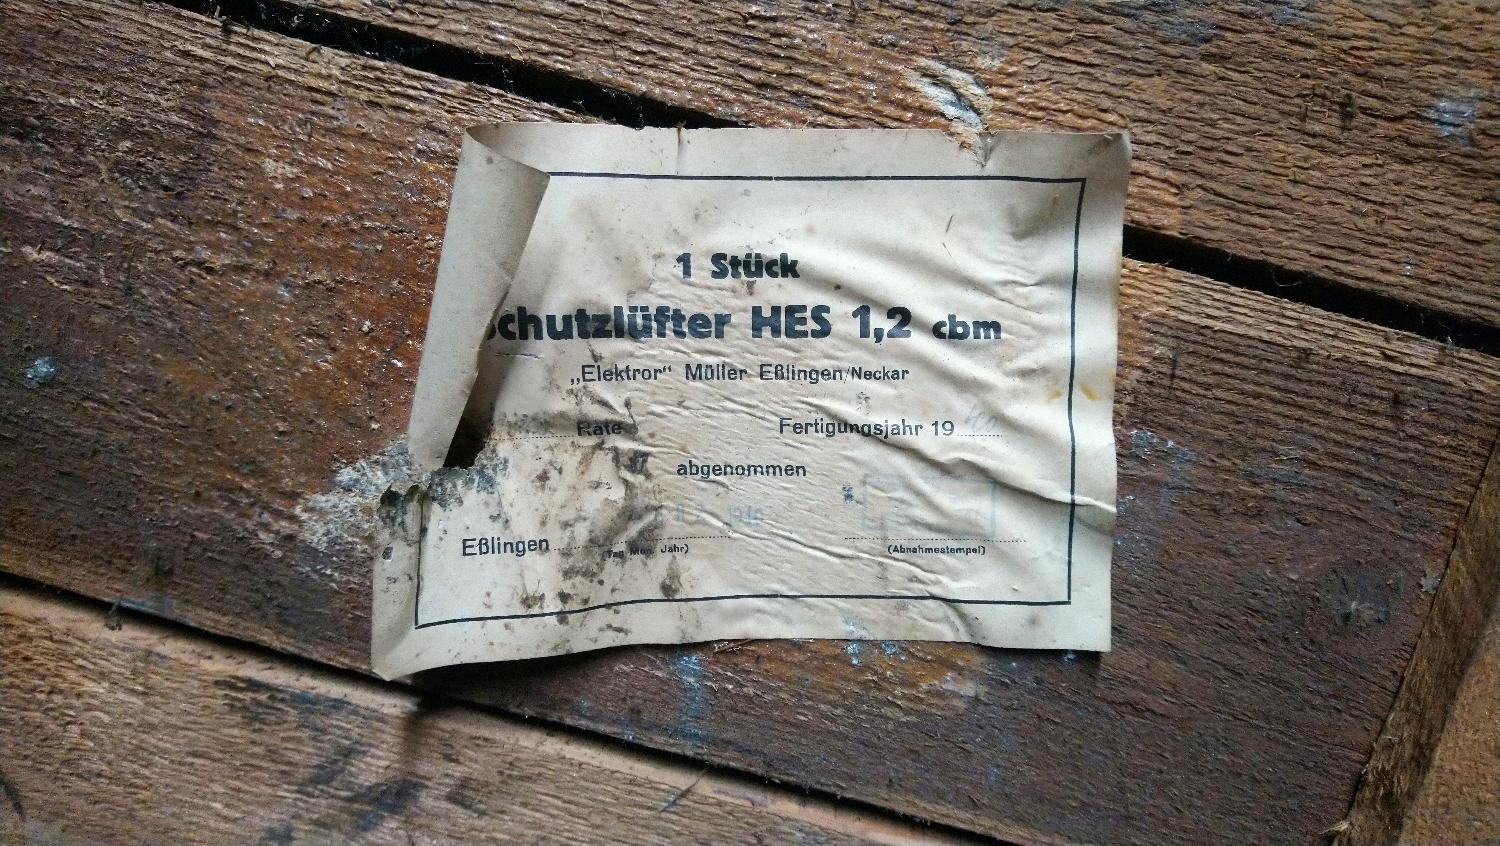 1 Stück
chutzlüfter HES 1,2 cbm
„Elektron“ Müller Eßlingen/Neckar
Rate Fertigungsjahr 19
abgenommen
Eßlingen
(Tag Mon. Jahr) (Abnahmestempel)